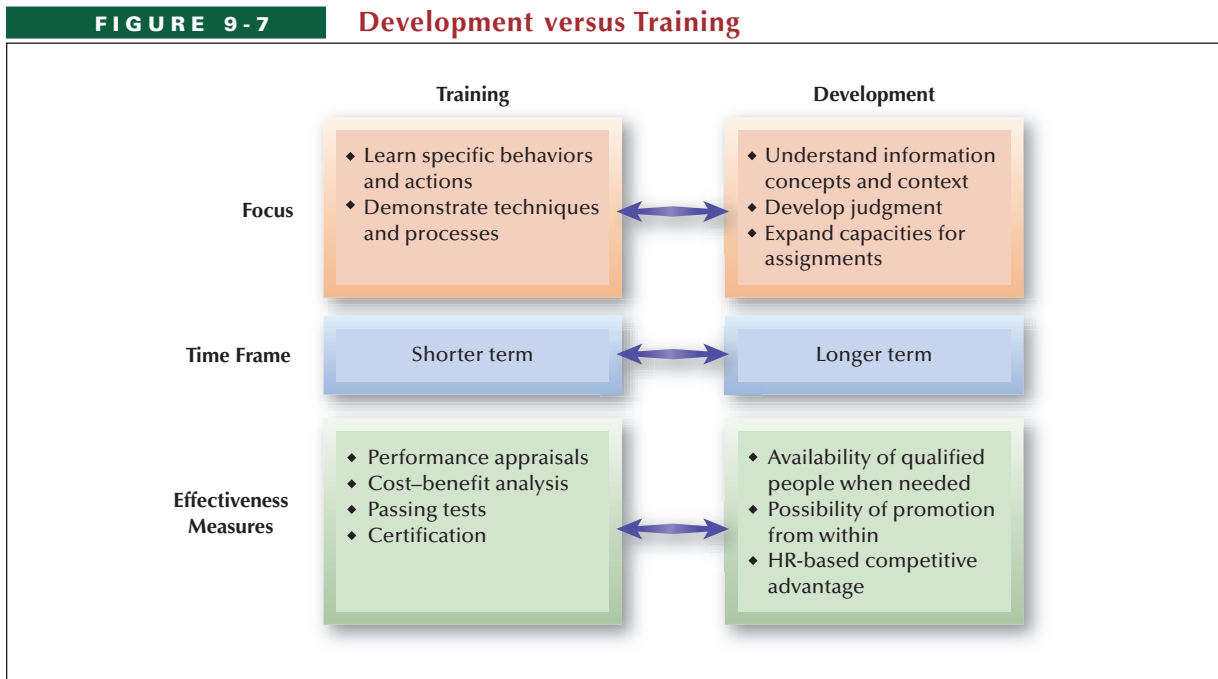 FIGURE 9-7 Development versus Training
Training
Development
Focus
◆ Learn specific behaviors
and actions
◆ Demonstrate techniques
and processes
◆ Understand information
concepts and context
◆ Develop judgment
◆ Expand capacities for
assignments
Time Frame
Shorter term
Longer term
Effectiveness
Measures
◆ Performance appraisals
◆ Cost–benefit analysis
◆ Passing tests
◆ Certification
◆ Availability of qualified
people when needed
◆ Possibility of promotion
from within
◆ HR-based competitive
advantage